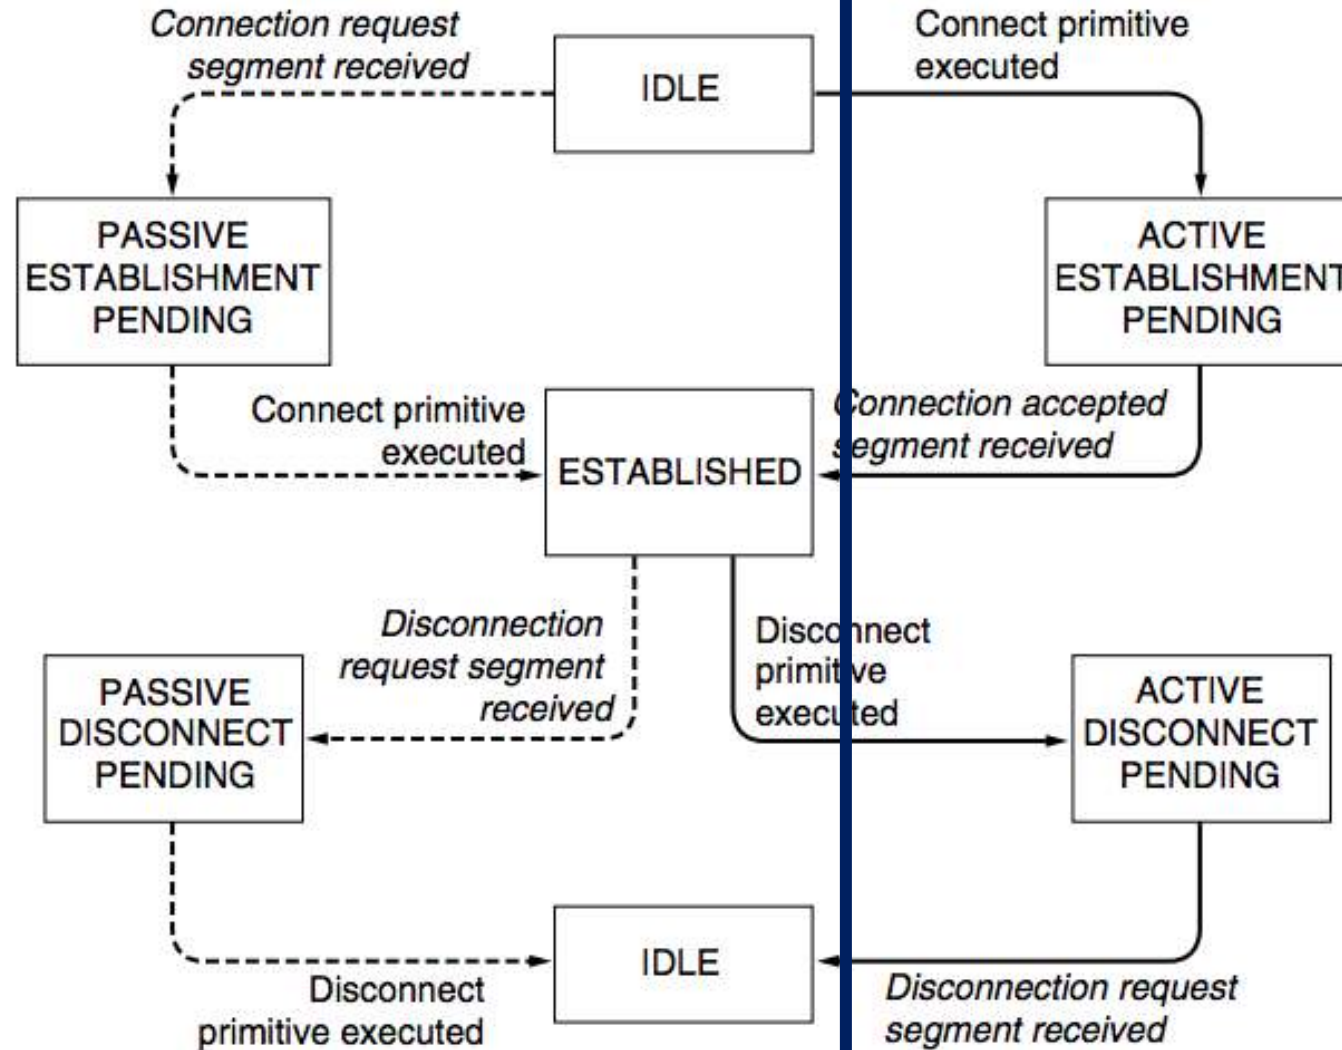 Connection request
segment received
IDLE
Connect primitive
executed
PASSIVE
ESTABLISHMENT
PENDING
ACTIVE
ESTABLISHMENT
PENDING
Connect primitive
executed
ESTABLISHED
Connection accepted
segment received
Disconnection
request segment
received
Disconnect
primitive
executed
PASSIVE
DISCONNECT
PENDING
ACTIVE
DISCONNECT
PENDING
IDLE
Disconnect
primitive executed
Disconnection request
segment received